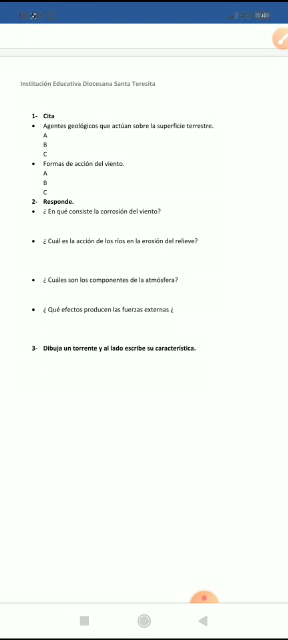 Institución Educativa Diocesana Santa Teresita
1- Cita
• Agentes geológicos que actúan sobre la superficie terrestre.
A
B
C
• Formas de acción del viento.
A
B
C
2- Responde.
• ¿ En qué consiste la corrosión del viento?
• ¿ Cuál es la acción de los ríos en la erosión del relieve?
• ¿ Cuáles son los componentes de la atmósfera?
• ¿ Qué efectos producen las fuerzas externas ¿
3- Dibuja un torrente y al lado escribe su característica.